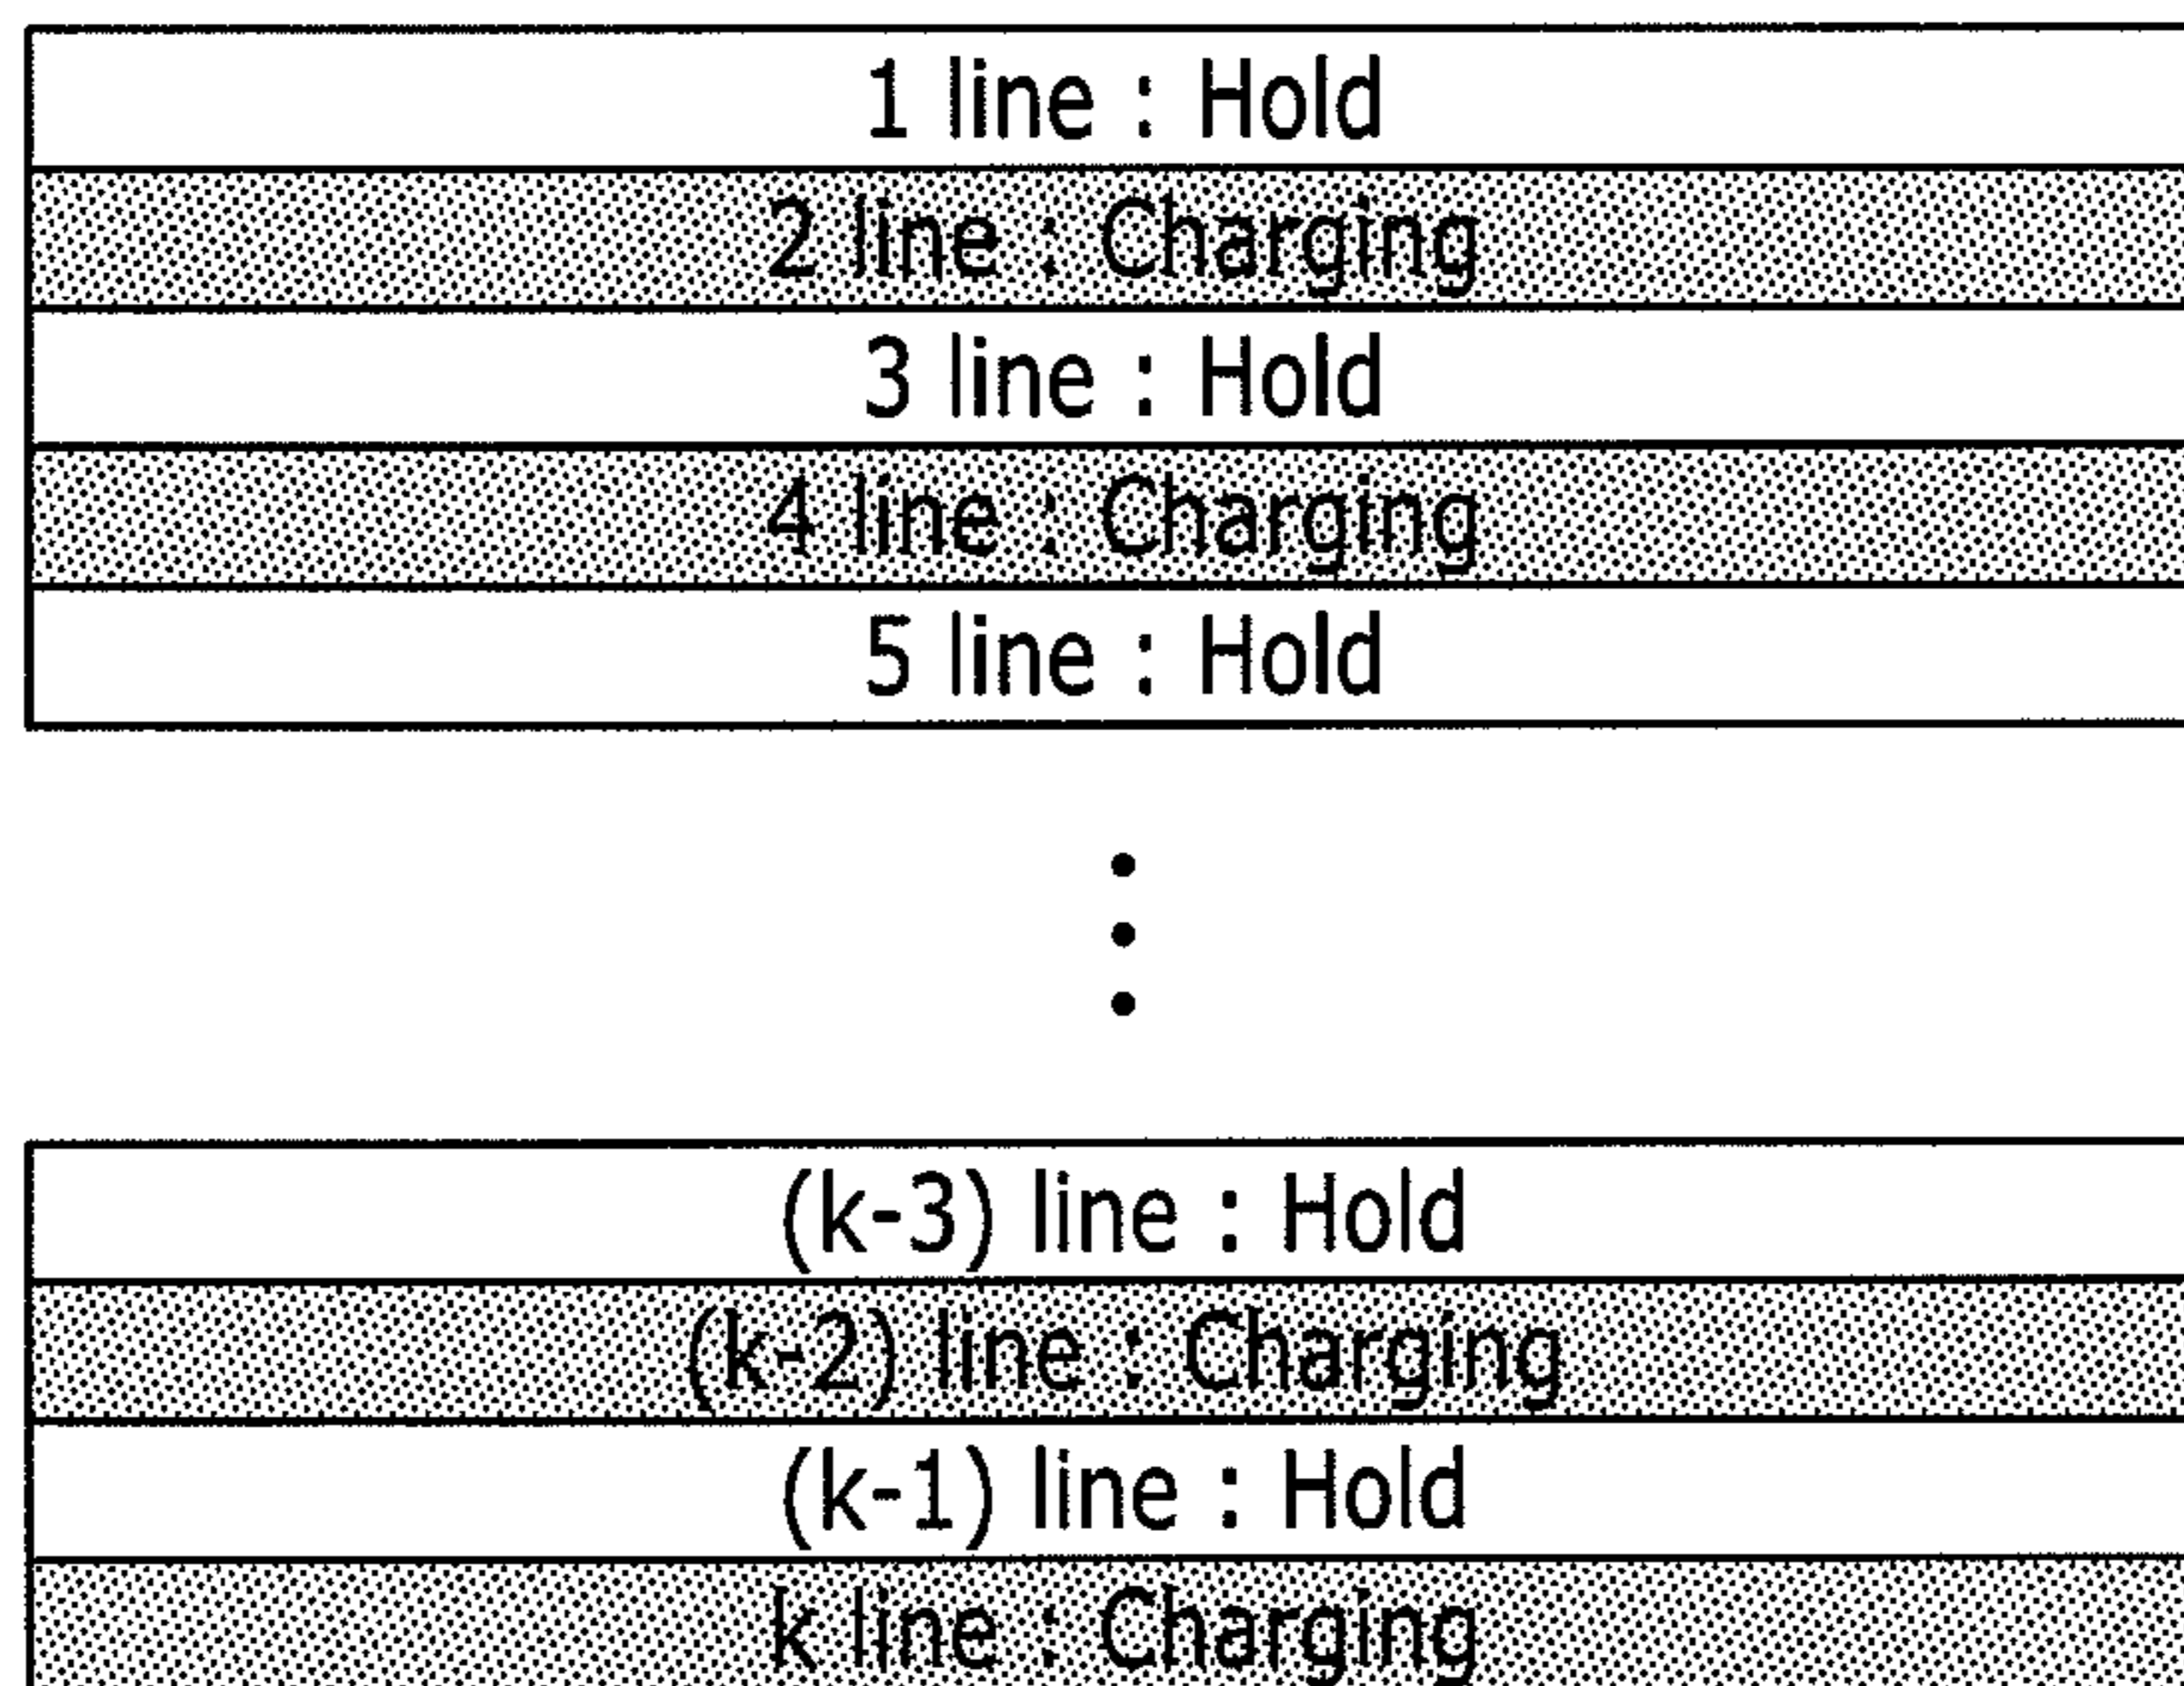 1 line : Hold
2 line : Charging
3 line : Hold
4 line : Charging
5 line : Hold
(k-3) line : Hold
(k-2) line : Charging
(k-1) line : Hold
k line : Charging